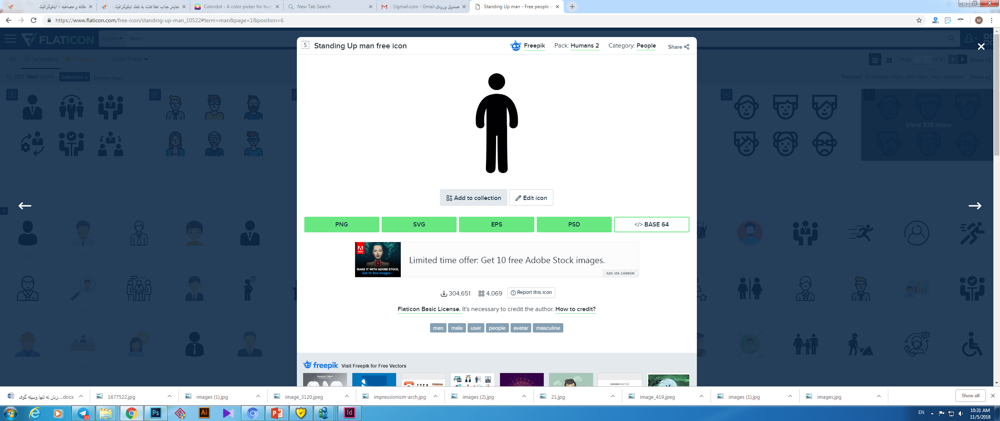 مقاله و مصاحبه – اینفوگرافیک
نمایش جذاب اطلاعات به کمک اینفوگرافیک –
Colordot - A color picker for hum
New Tab Search
صندوق ورودی @gmail.com - Gmail
Standing Up man - Free people i
https://www.flaticon.com/free-icon/standing-up-man_10522#term=man&page=1&position=6
M
FLATICON
Icons
man
All
S Selection
Premium
Color Filter
Page 1 of 161
Share
15,383 Man icons
Selection x
Delete filters
Related: business man, old man, man woman
Share
View 108 more
S Standing Up man free icon
Freepik
Pack: Humans 2
Category: People
Share
Add to collection
Edit icon
PNG
SVG
EPS
PSD
</> BASE 64
Adobe
St
MAKE IT WITH ADOBE STOCK.
Get 10 free images ›
Limited time offer: Get 10 free Adobe Stock images.
ADS VIA CARBON
304,651
4,069
Report this icon
Flaticon Basic License. It's necessary to credit the author. How to credit?
man
male
user
people
avatar
masculine
freepik
Visit Freepik for Free Vectors
Realistic T-Shirt
زبان نه تنها وسیله گوی....docx
1677522.jpg
images (1).jpg
image_3120.jpeg
impressionism-arch.jpg
images (2).jpg
21.jpg
image_419.jpeg
images (1).jpg
images.jpg
Show all
.03
Ps
Ai
Id
EN
10:31 AM
11/5/2018